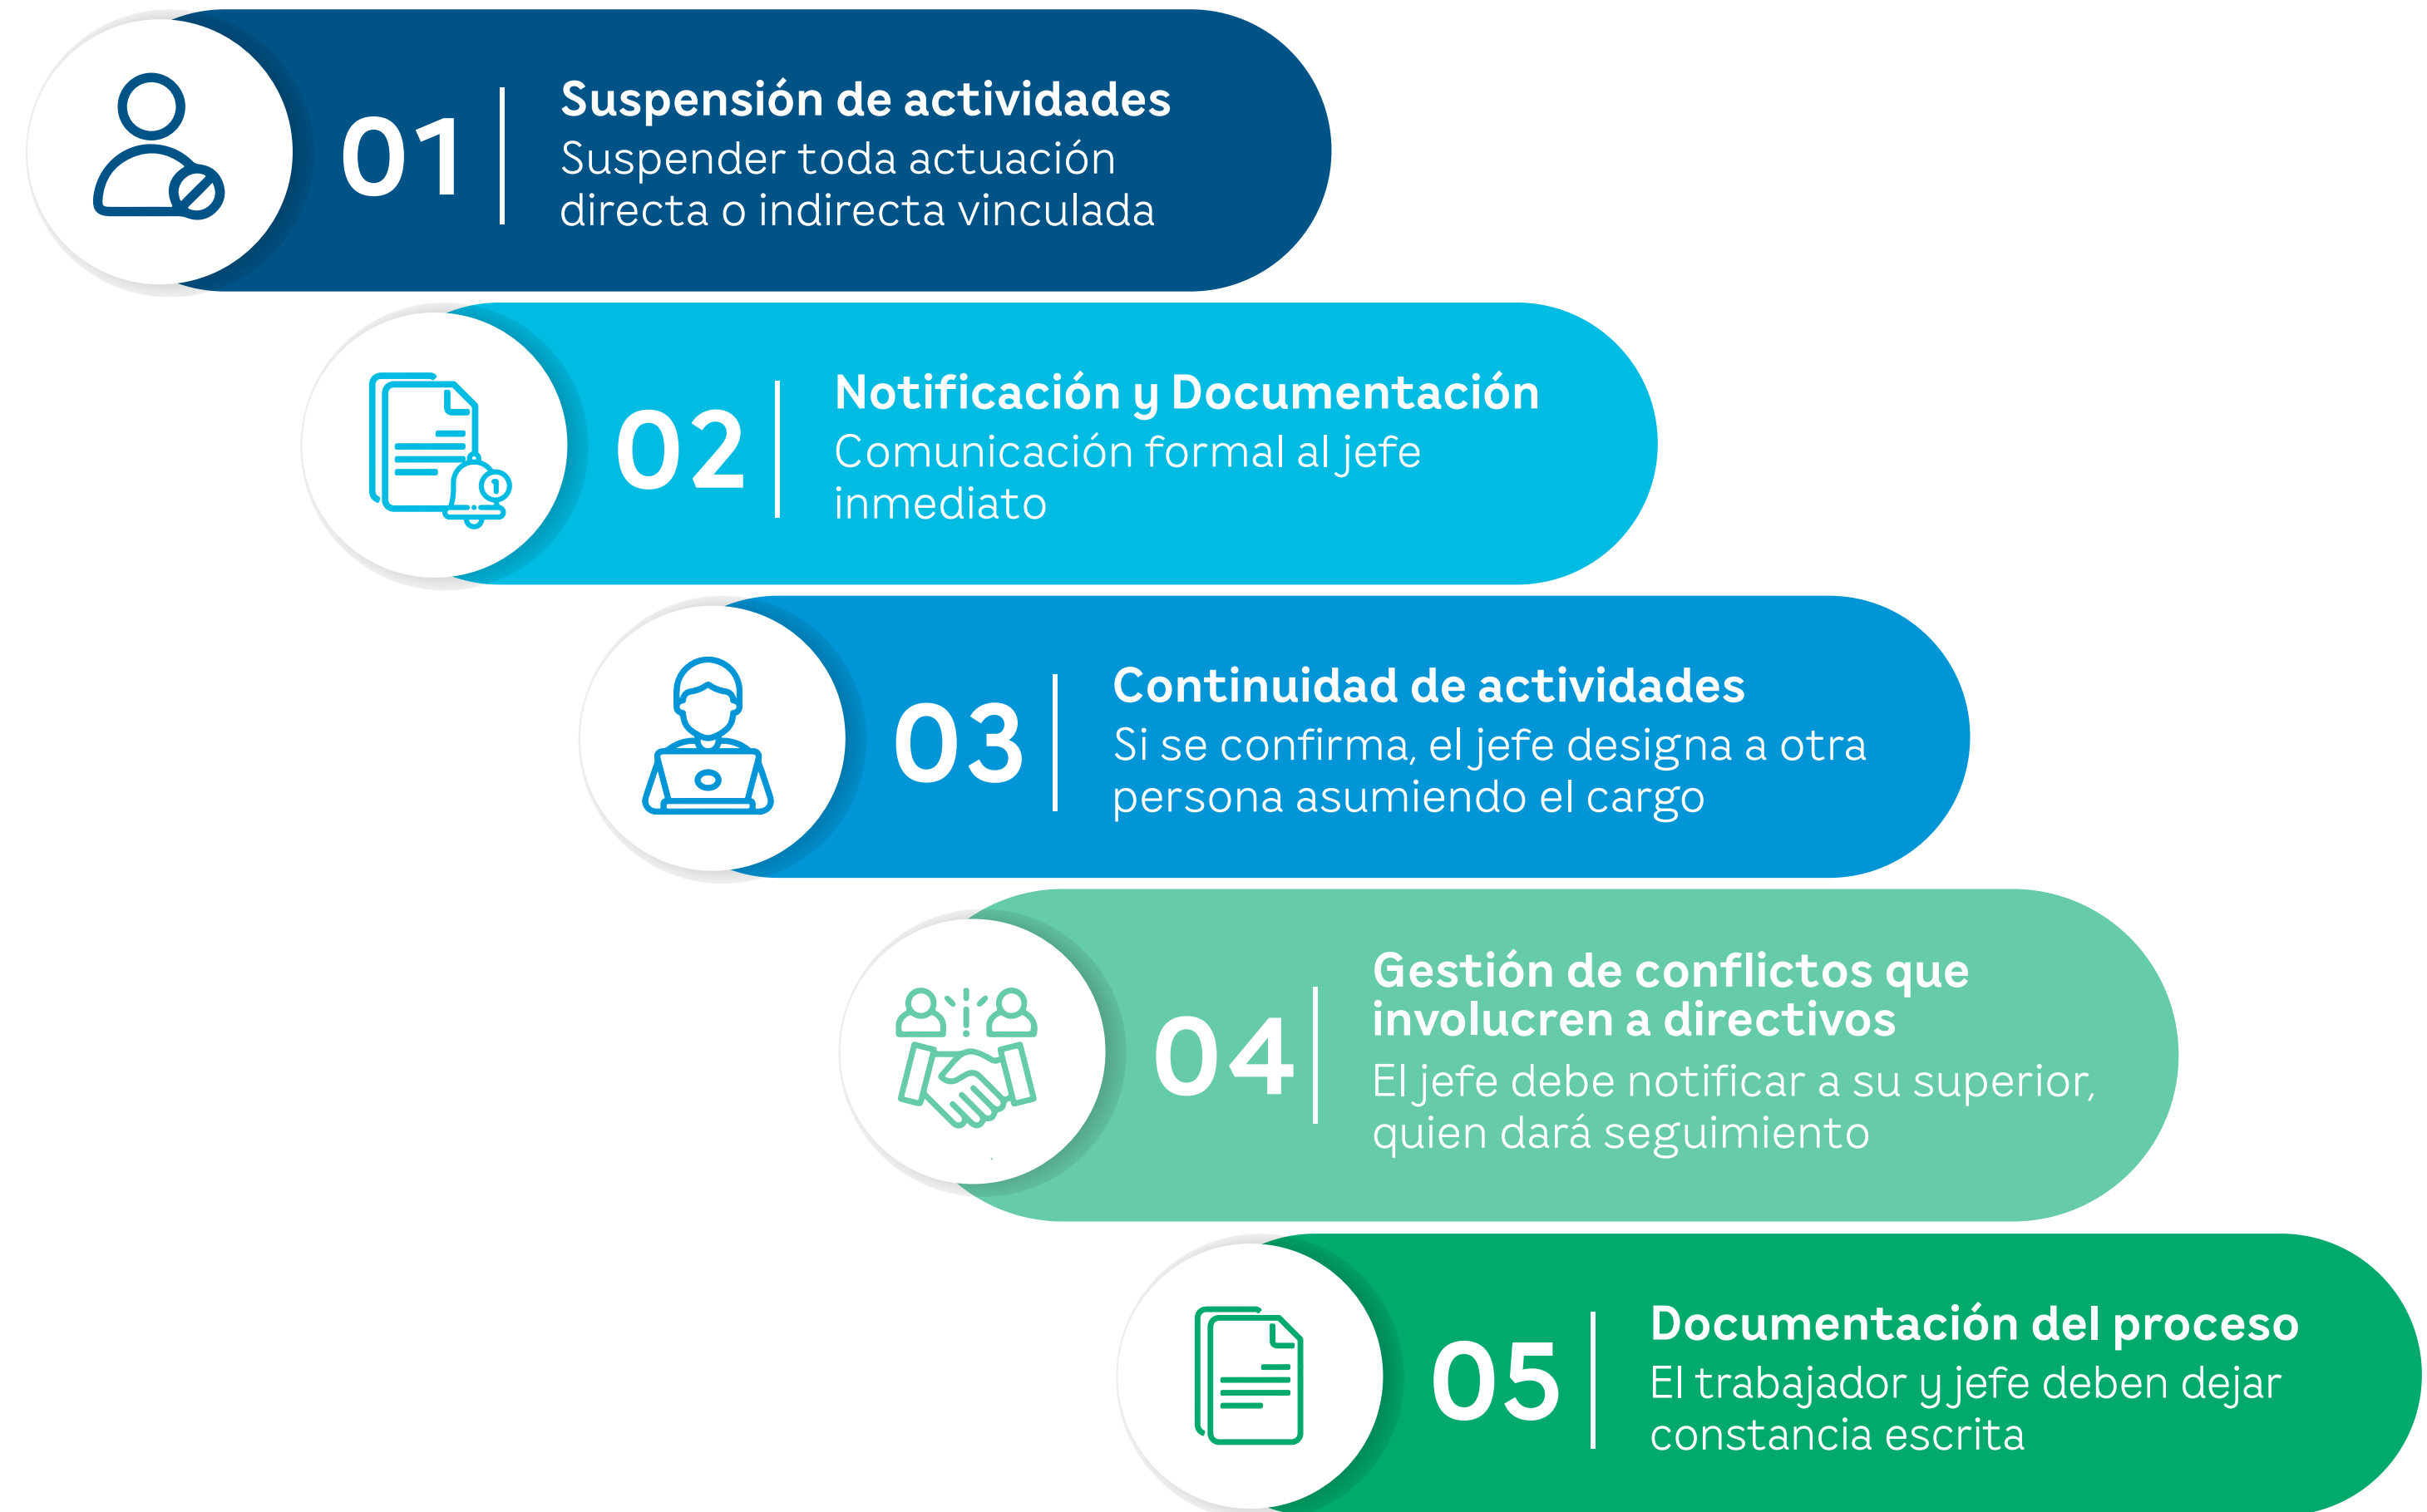 01
Suspensión de actividades
Suspender toda actuación
directa o indirecta vinculada
02
Notificación y Documentación
Comunicación formal al jefe
inmediato
03
Continuidad de actividades
Si se confirma, el jefe designa a otra
persona asumiendo el cargo
04
Gestión de conflictos que
involucren a directivos
El jefe debe notificar a su superior,
quien dará seguimiento
05
Documentación del proceso
El trabajador y jefe deben dejar
constancia escrita